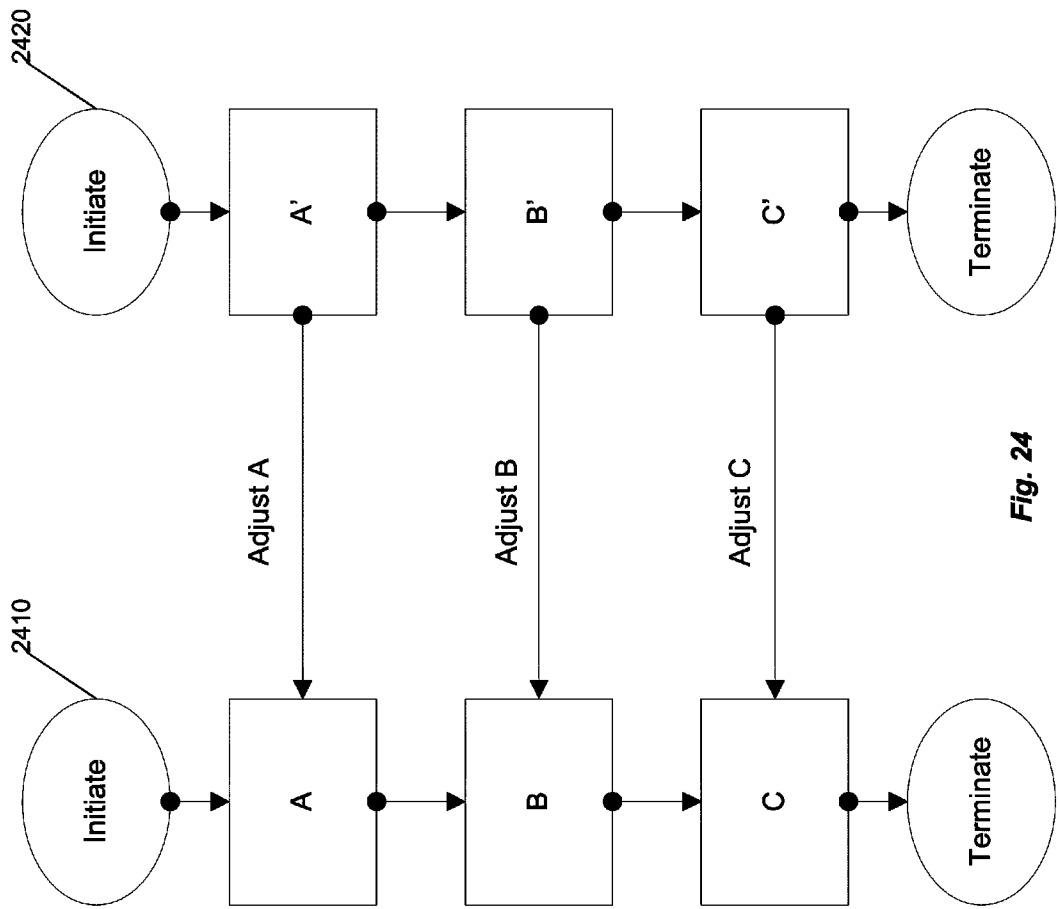 2410
Initiate
A
B
C
Terminate
Adjust A
Adjust B
Adjust C
2420
Initiate
A'
B'
C'
Terminate
Fig. 24